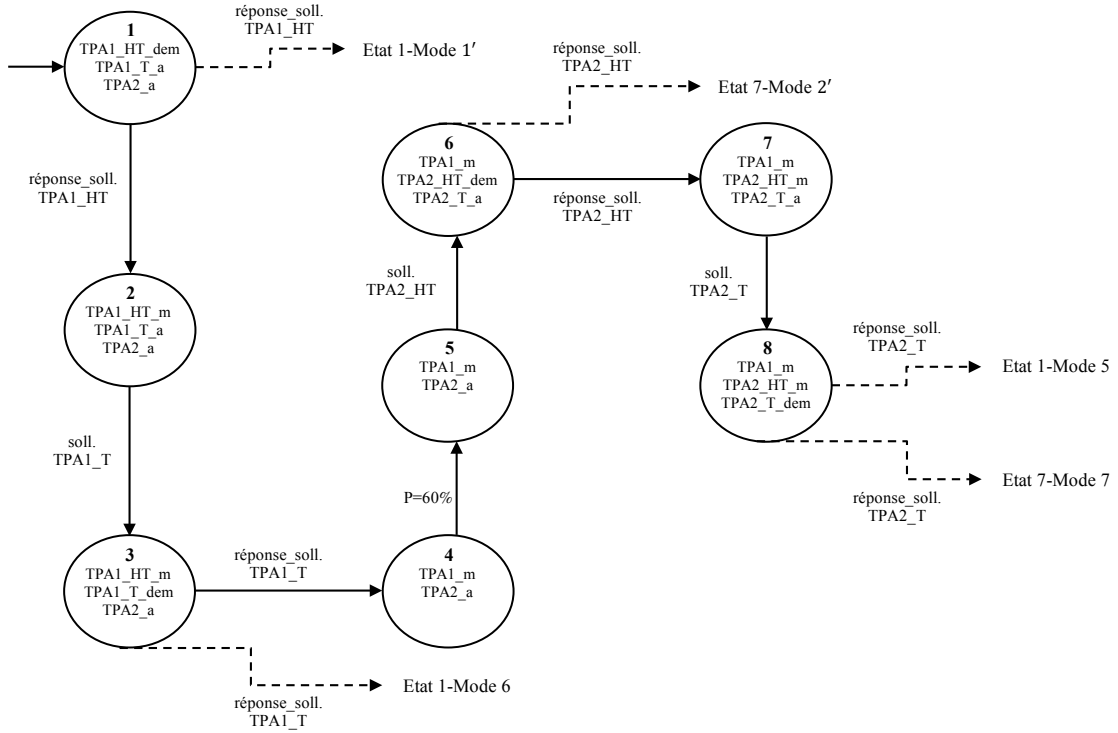 1
TPA1_HT_dem
TPA1_T_a
TPA2_a
réponse_soll.
TPA1_HT
Etat 1-Mode 1′
réponse_soll.
TPA1_HT
2
TPA1_HT_m
TPA1_T_a
TPA2_a
soll.
TPA1_T
3
TPA1_HT_m
TPA1_T_dem
TPA2_a
réponse_soll.
TPA1_T
Etat 1-Mode 6
réponse_soll.
TPA1_T
4
TPA1_m
TPA2_a
P=60%
5
TPA1_m
TPA2_a
soll.
TPA2_HT
6
TPA1_m
TPA2_HT_dem
TPA2_T_a
réponse_soll.
TPA2_HT
Etat 7-Mode 2′
réponse_soll.
TPA2_HT
7
TPA1_m
TPA2_HT_m
TPA2_T_a
soll.
TPA2_T
8
TPA1_m
TPA2_HT_m
TPA2_T_dem
réponse_soll.
TPA2_T
Etat 1-Mode 5
Etat 7-Mode 7
réponse_soll.
TPA2_T